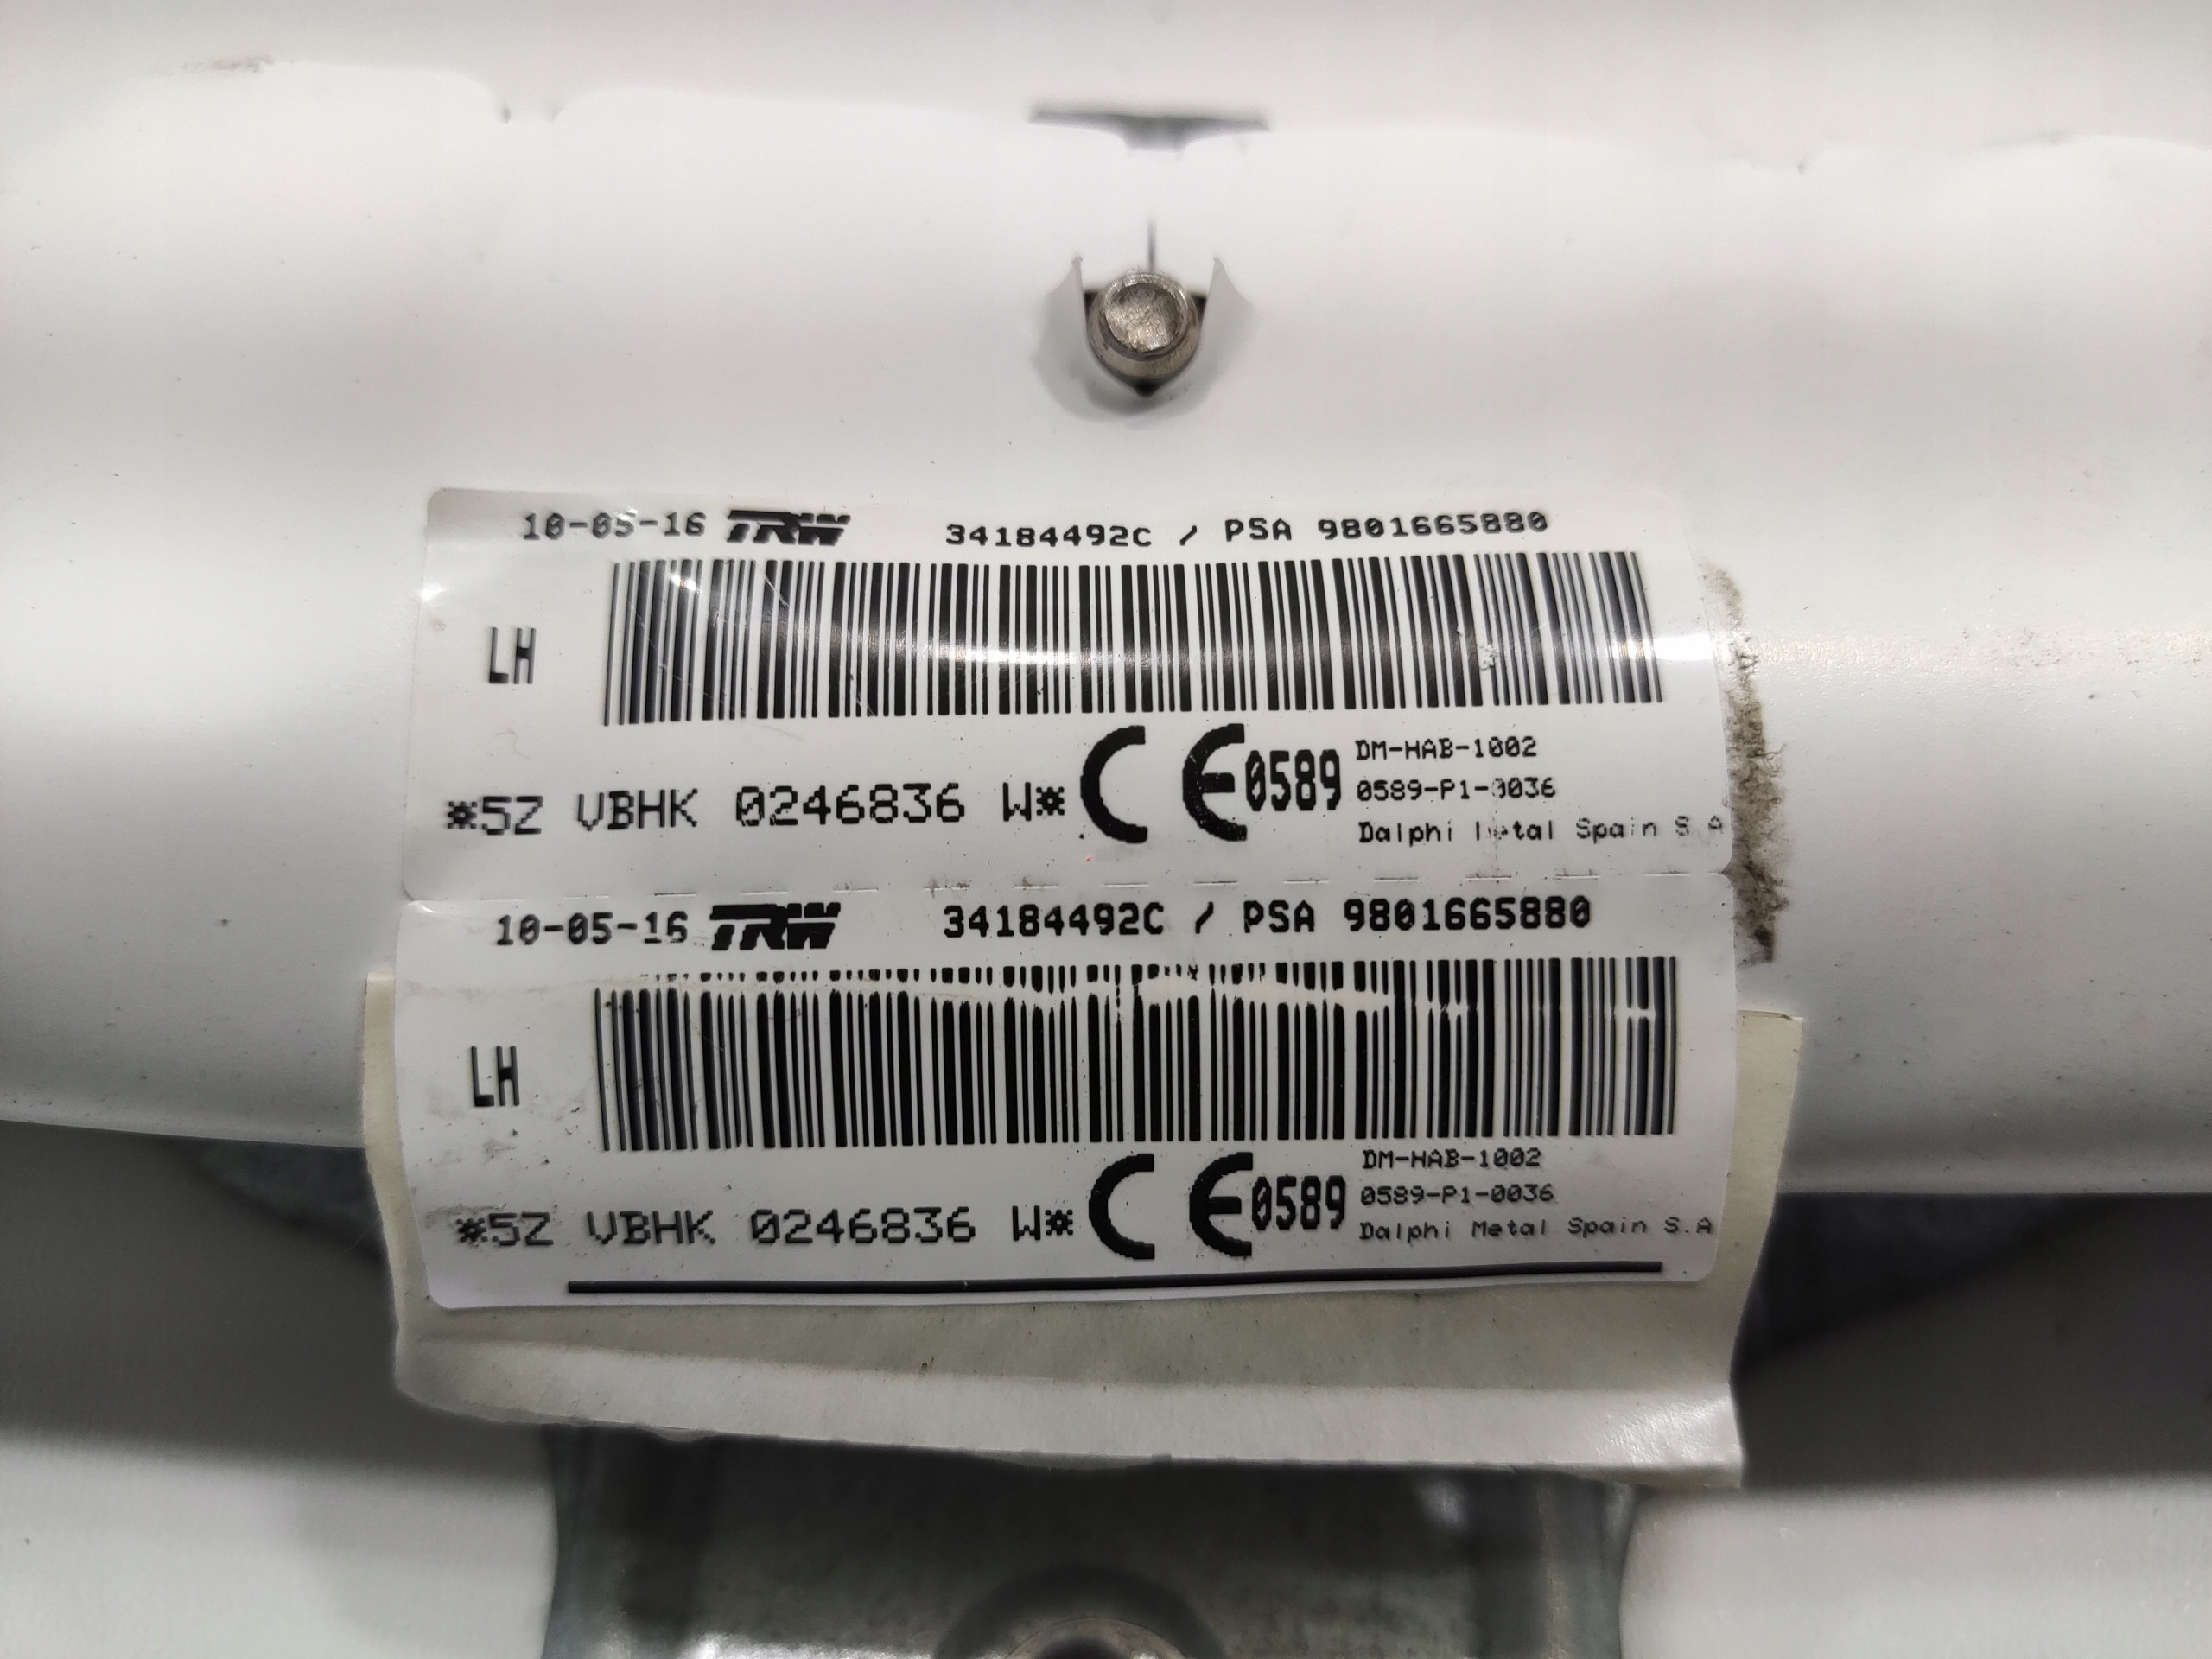 10-05-16 TRW 34184492C / PSA 9801665880
LH
*5Z VBHK 0246836 W* CE 0589
DM-HAB-1002
0589-P1-0036
Dalphi Metal Spain S.A
10-05-16 TRW 34184492C / PSA 9801665880
LH
*5Z VBHK 0246836 W* CE 0589
DM-HAB-1002
0589-P1-0036
Dalphi Metal Spain S.A